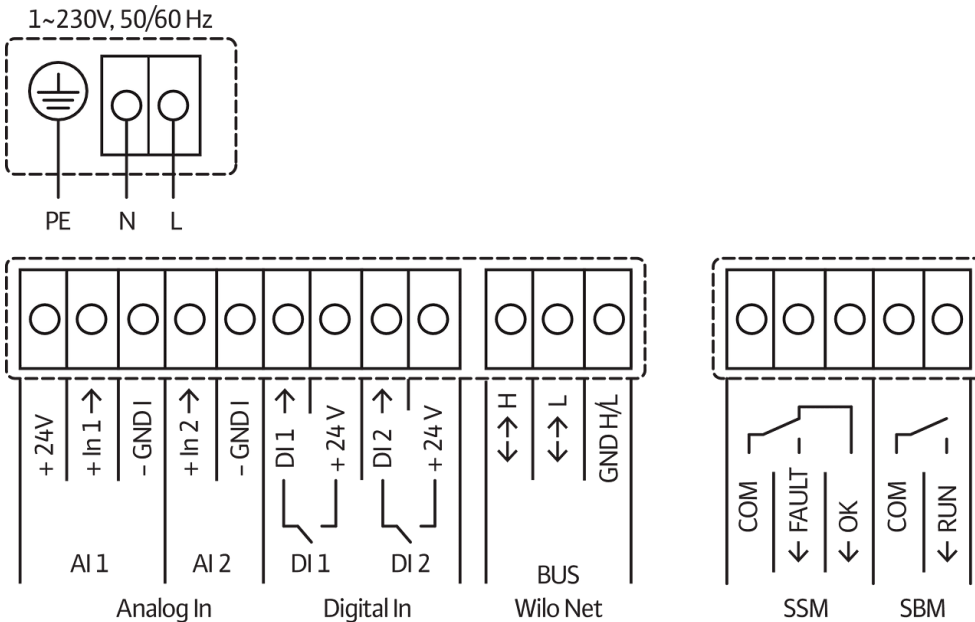 1~230V, 50/60 Hz
PE N L
+ 24V
+ In 1 →
– GND I
+ In 2 →
– GND I
DI 1 →
+ 24 V
DI 2 →
+ 24 V
↔ H
↔ L
GND H/L
COM
← FAULT
← OK
COM
← RUN
AI 1 AI 2 DI 1 DI 2
BUS
Analog In Digital In Wilo Net SSM SBM